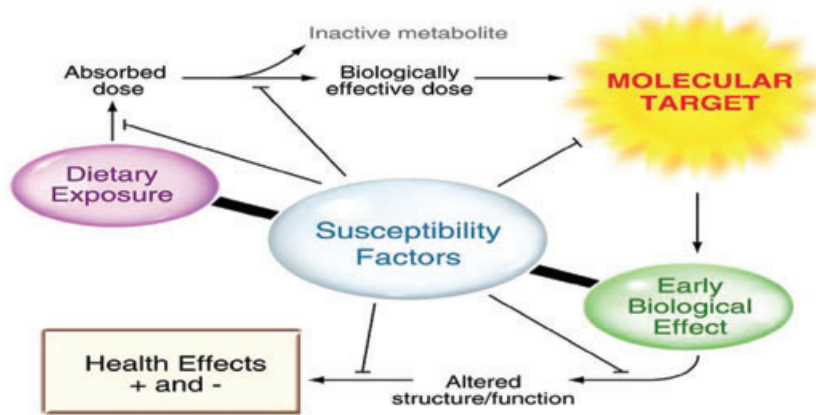 Inactive metabolite
Absorbed
dose
Biologically
effective dose
MOLECULAR
TARGET
Dietary
Exposure
Susceptibility
Factors
Early
Biological
Effect
Health Effects
+ and -
Altered
structure/function